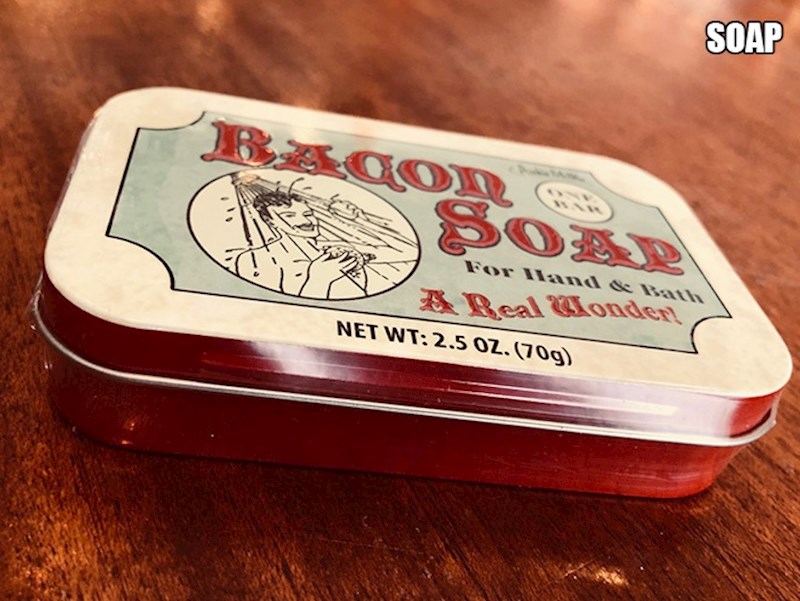 SOAP
BACON
SOAP
ONE
BAR
For Hand & Bath
A Real Wonder!
NET WT: 2.5 OZ. (70g)